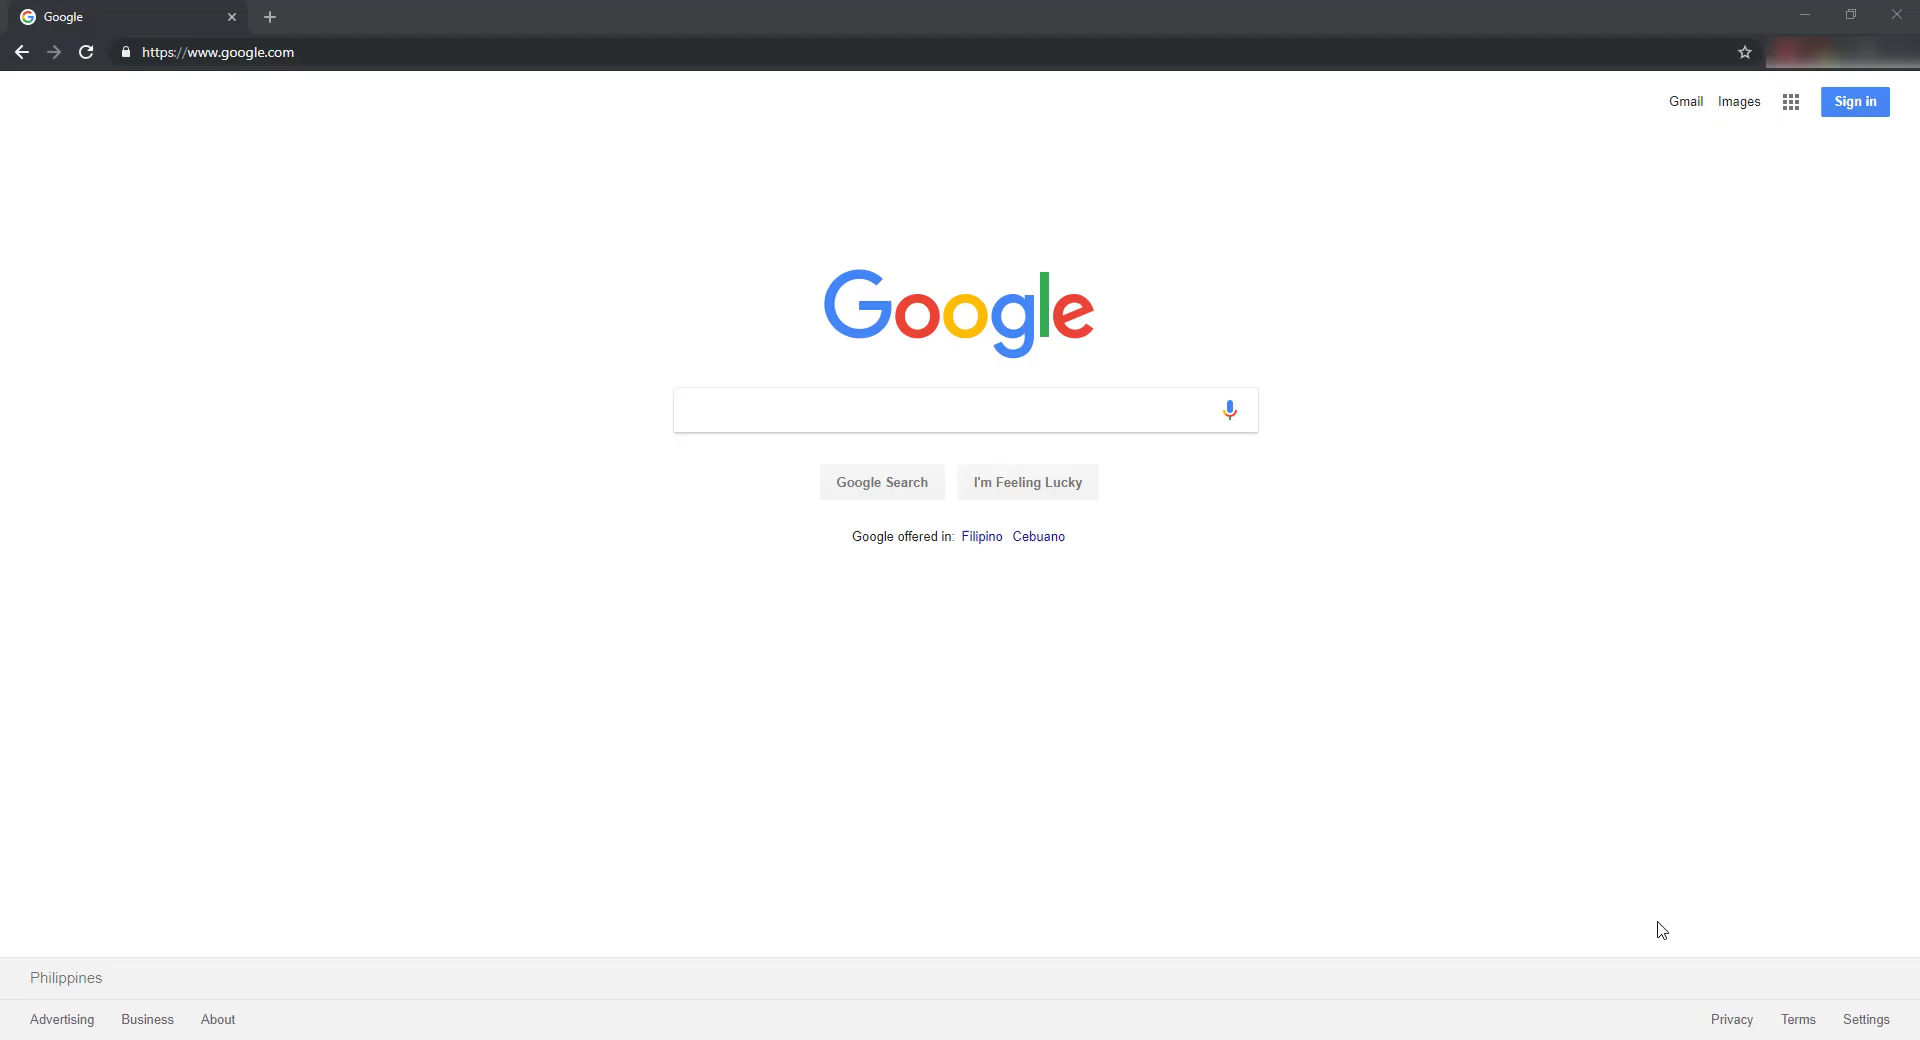 Google
https://www.google.com
Gmail Images Sign in
Google
Google Search I'm Feeling Lucky
Google offered in: Filipino Cebuano
Philippines
Advertising Business About Privacy Terms Settings